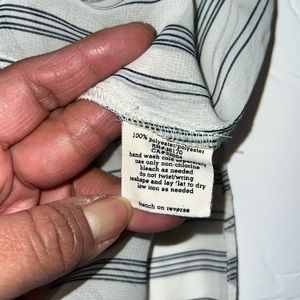 100% polyester/polyester
hand wash cold separately
use only non-chlorine
bleach as needed
do not twist/wring
reshape and lay 'lat to dry
low iron as needed
french on reverse